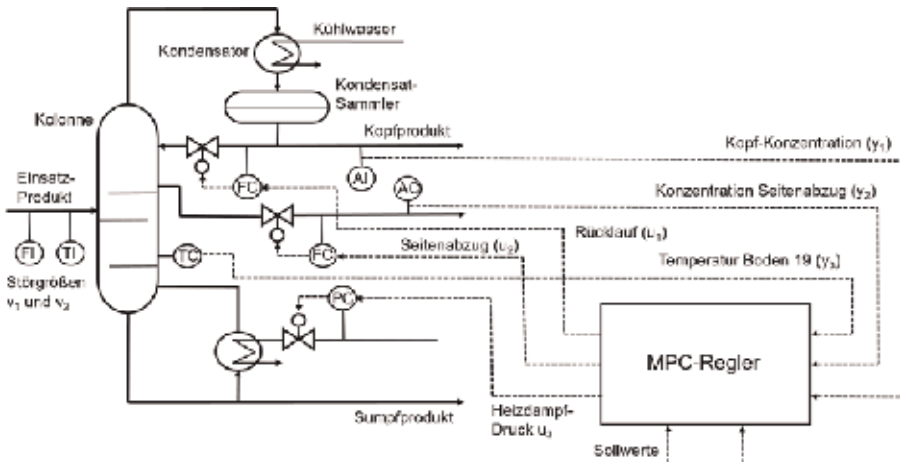 Kühlwasser
Kondensator
Kondensat-
Sammler
Kolonne
Kopfprodukt
Kopf-Konzentration (y₁)
FC
AI
AC
Einsatz-
Produkt
Konzentration Seitenabzug (y₂)
FI
TI
TC
FC
Seitenabzug (u₂)
Rücklauf (u₁)
Temperatur Boden 19 (y₃)
Störgrößen
v₁ und v₂
PC
MPC-Regler
Sumpfprodukt
Heizdampf-
Druck u₃
Sollwerte